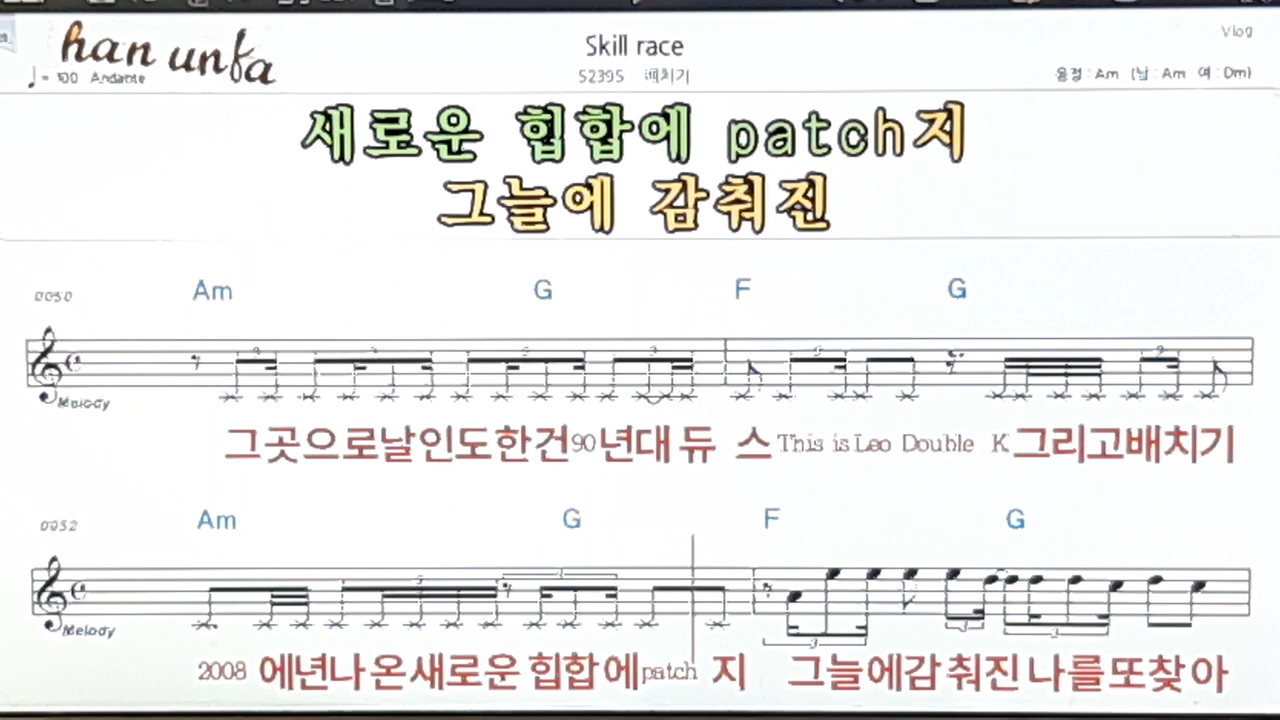 han unfa
Skill race
Vlog
♩= 100 Andante
52395 배치기
원정 : Am (남 : Am 여 : Dm)
새로운 힙합에 patch지
그늘에 감춰진
0050
Am G F G
Melody
그곳으로날인도한건90년대 듀 스 This is Leo Double K 그리고배치기
0052
Am G F G
Melody
2008 에년나온새로운 힙합에patch 지 그늘에감춰진나를또찾아